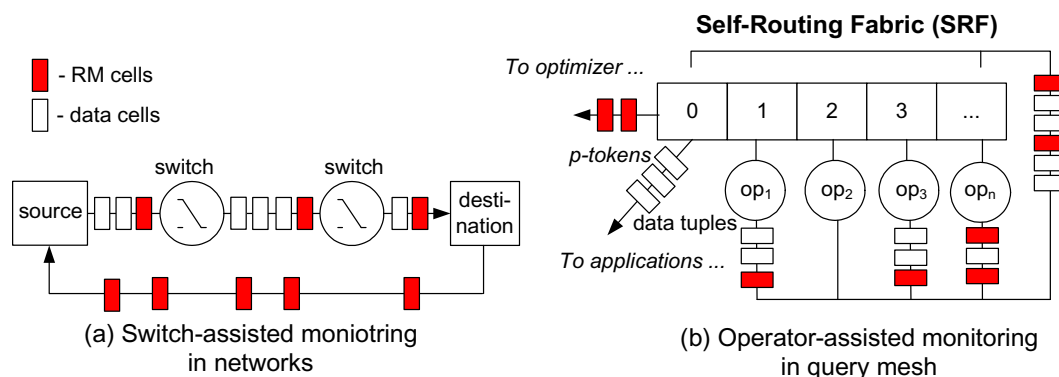 Self-Routing Fabric (SRF)
- RM cells
- data cells
To optimizer ...
0 1 2 3 ...
p-tokens
switch switch
source
desti-
nation
op1 op2 op3 opn
data tuples
To applications ...
(a) Switch-assisted moniotring
in networks
(b) Operator-assisted monitoring
in query mesh